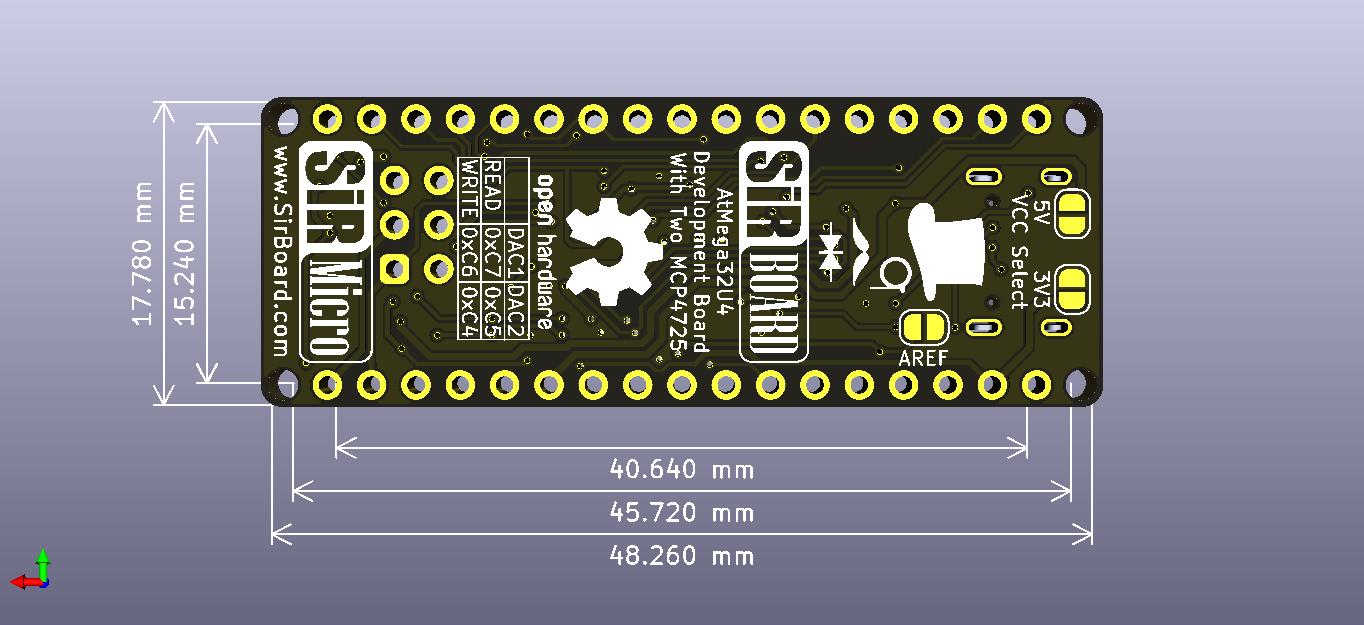 17.780 mm
15.240 mm
www.SirBoard.com
SiR Micro
READ
WRITE
DAC1
0xC7
0xC6
DAC2
0xC5
0xC4
open hardware
AtMega32U4
Development Board
With Two MCP4725
SiR BOARD
5V
VCC Select
3V3
AREF
40.640 mm
45.720 mm
48.260 mm